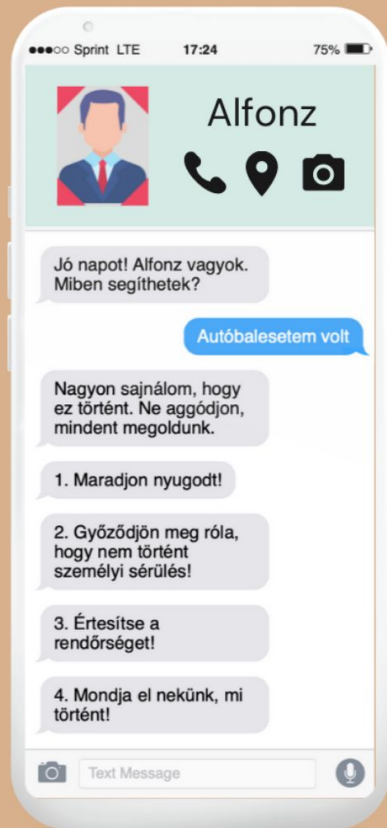 Sprint LTE 17:24 75%
Alfonz
Jó napot! Alfonz vagyok.
Miben segíthetek?
Autóbalesetem volt
Nagyon sajnálom, hogy
ez történt. Ne aggódjon,
mindent megoldunk.
1. Maradjon nyugodt!
2. Győződjön meg róla,
hogy nem történt
személyi sérülés!
3. Értesítse a
rendőrséget!
4. Mondja el nekünk, mi
történt!
Text Message